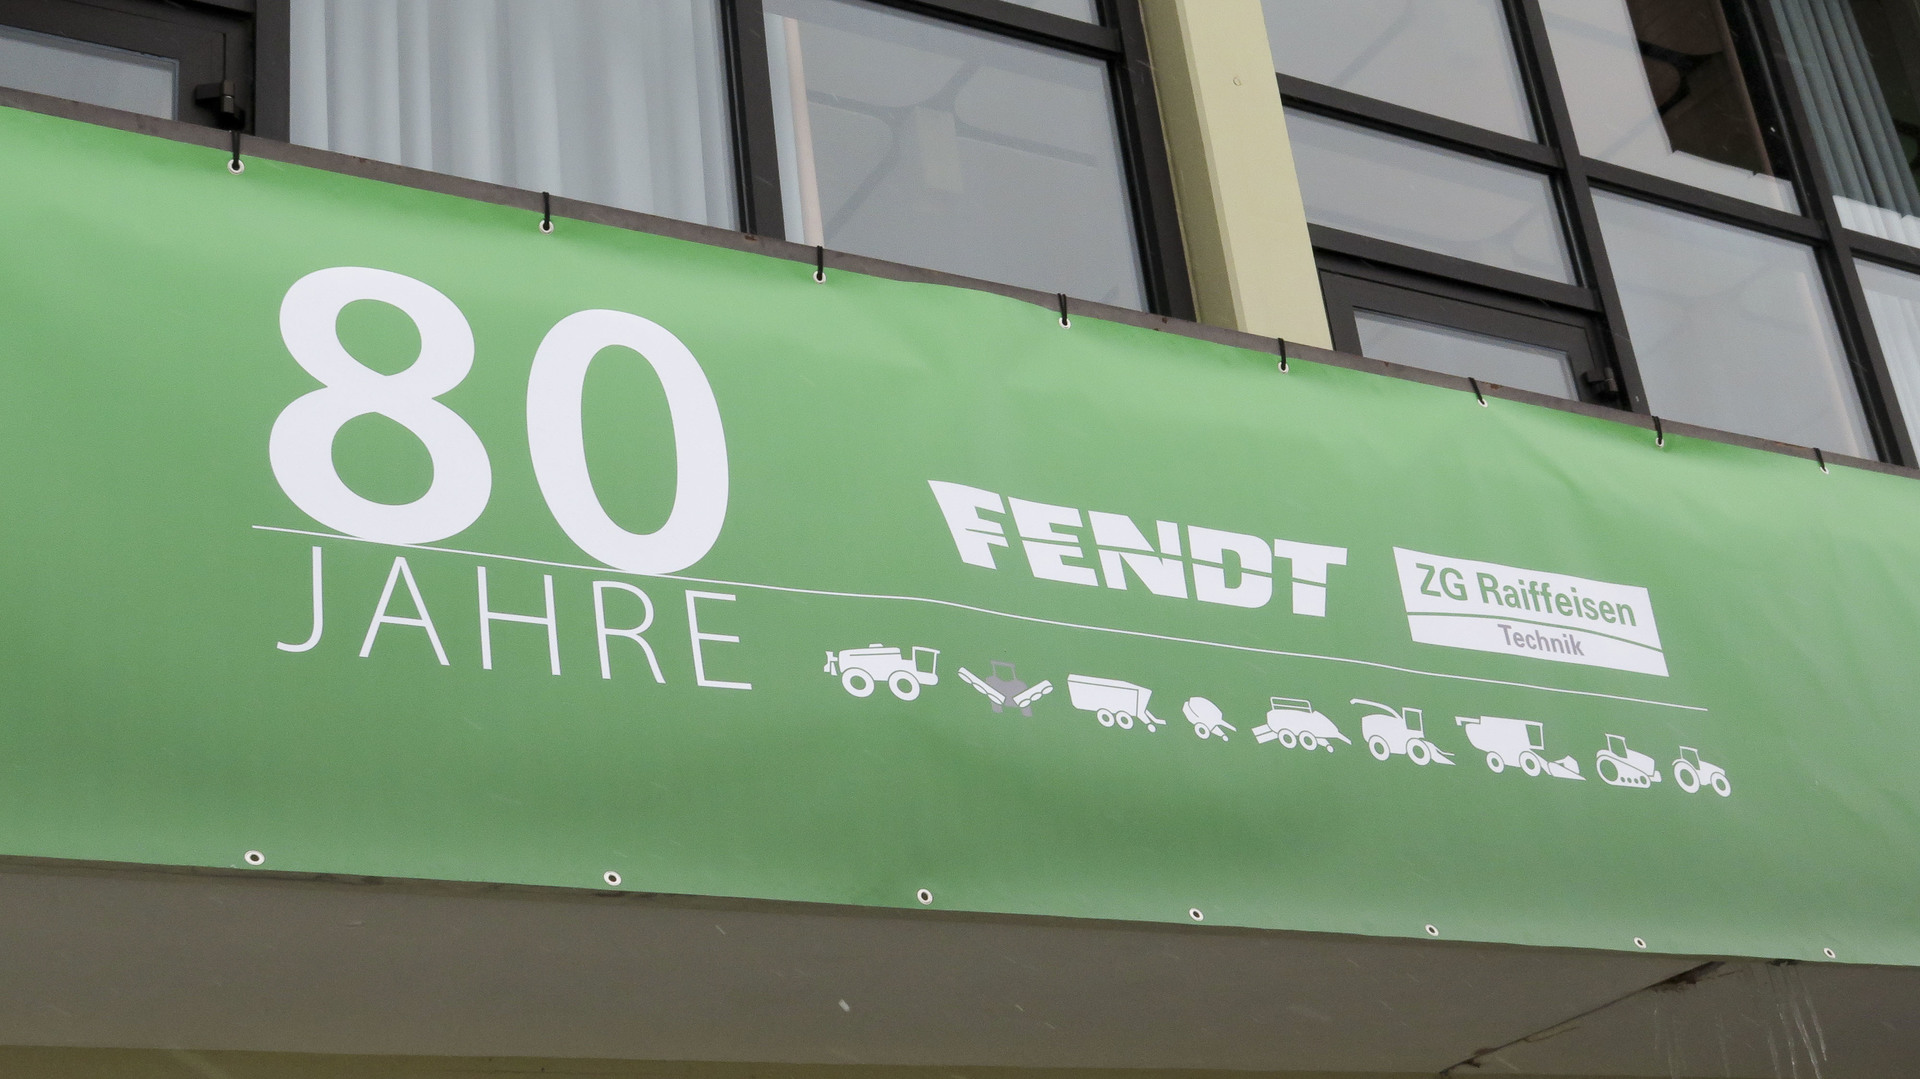 80
JAHRE
FENDT
ZG Raiffeisen
Technik